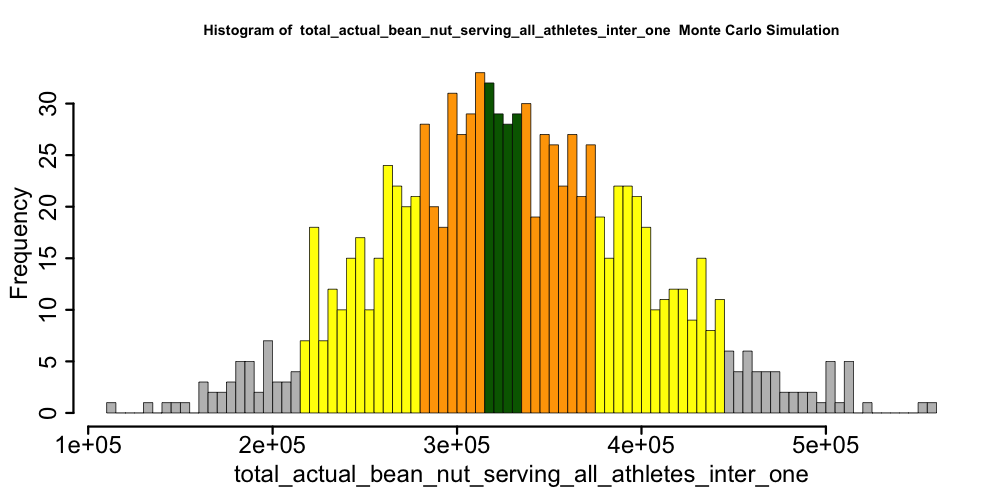 Histogram of total_actual_bean_nut_serving_all_athletes_inter_one Monte Carlo Simulation
30
25
20
15
10
5
0
Frequency
1e+05 2e+05 3e+05 4e+05 5e+05
total_actual_bean_nut_serving_all_athletes_inter_one